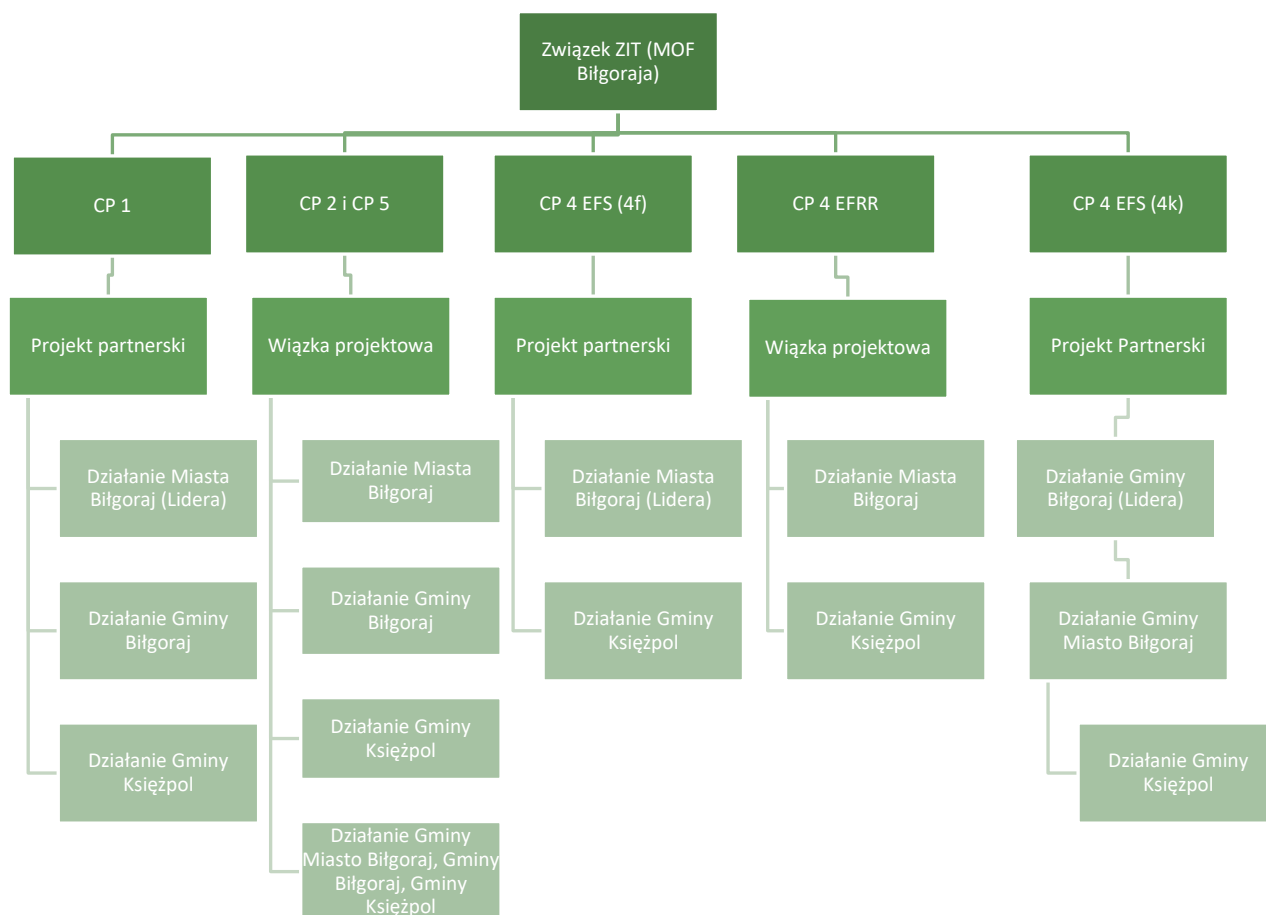 Związek ZIT (MOF
Biłgoraja)
CP 1
CP 2 i CP 5
CP 4 EFS (4f)
CP 4 EFRR
CP 4 EFS (4k)
Projekt partnerski
Wiązka projektowa
Projekt partnerski
Wiązka projektowa
Projekt Partnerski
Działanie Miasta
Biłgoraj (Lidera)
Działanie Gminy
Biłgoraj
Działanie Gminy
Księżpol
Działanie Miasta
Biłgoraj
Działanie Gminy
Biłgoraj
Działanie Gminy
Księżpol
Działanie Gminy
Miasto Biłgoraj, Gminy
Biłgoraj, Gminy
Księżpol
Działanie Miasta
Biłgoraj (Lidera)
Działanie Gminy
Księżpol
Działanie Miasta
Biłgoraj
Działanie Gminy
Księżpol
Działanie Gminy
Biłgoraj (Lidera)
Działanie Gminy
Miasto Biłgoraj
Działanie Gminy
Księżpol